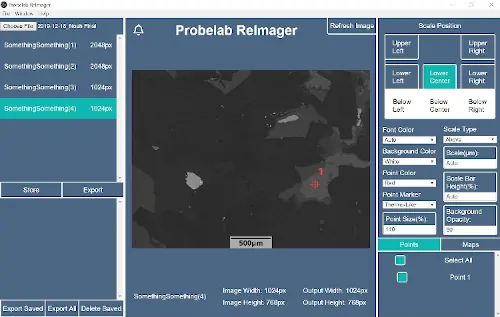 Probelab ReImager
File Window Help
Choose File 2019-12-18_Noah Final
SomethingSomething(1) 2048px
SomethingSomething(2) 2048px
SomethingSomething(3) 1024px
SomethingSomething(4) 1024px
Store Export
Export Saved Export All Delete Saved
Probelab ReImager
Refresh Image
1
500µm
SomethingSomething(4)
Image Width: 1024px Output Width: 1024px
Image Height: 768px Output Height: 768px
Scale Position
Upper Left
Upper Right
Lower Left
Lower Center
Lower Right
Below Left
Below Center
Below Right
Font Color
Auto
Background Color
White
Point Color
Red
Point Marker
Thermo-Like
Point Size(%):
Scale Type
Above
Scale(µm):
Auto
Scale Bar Height(%):
Auto
Background Opacity:
Points Maps
Select All
Point 1